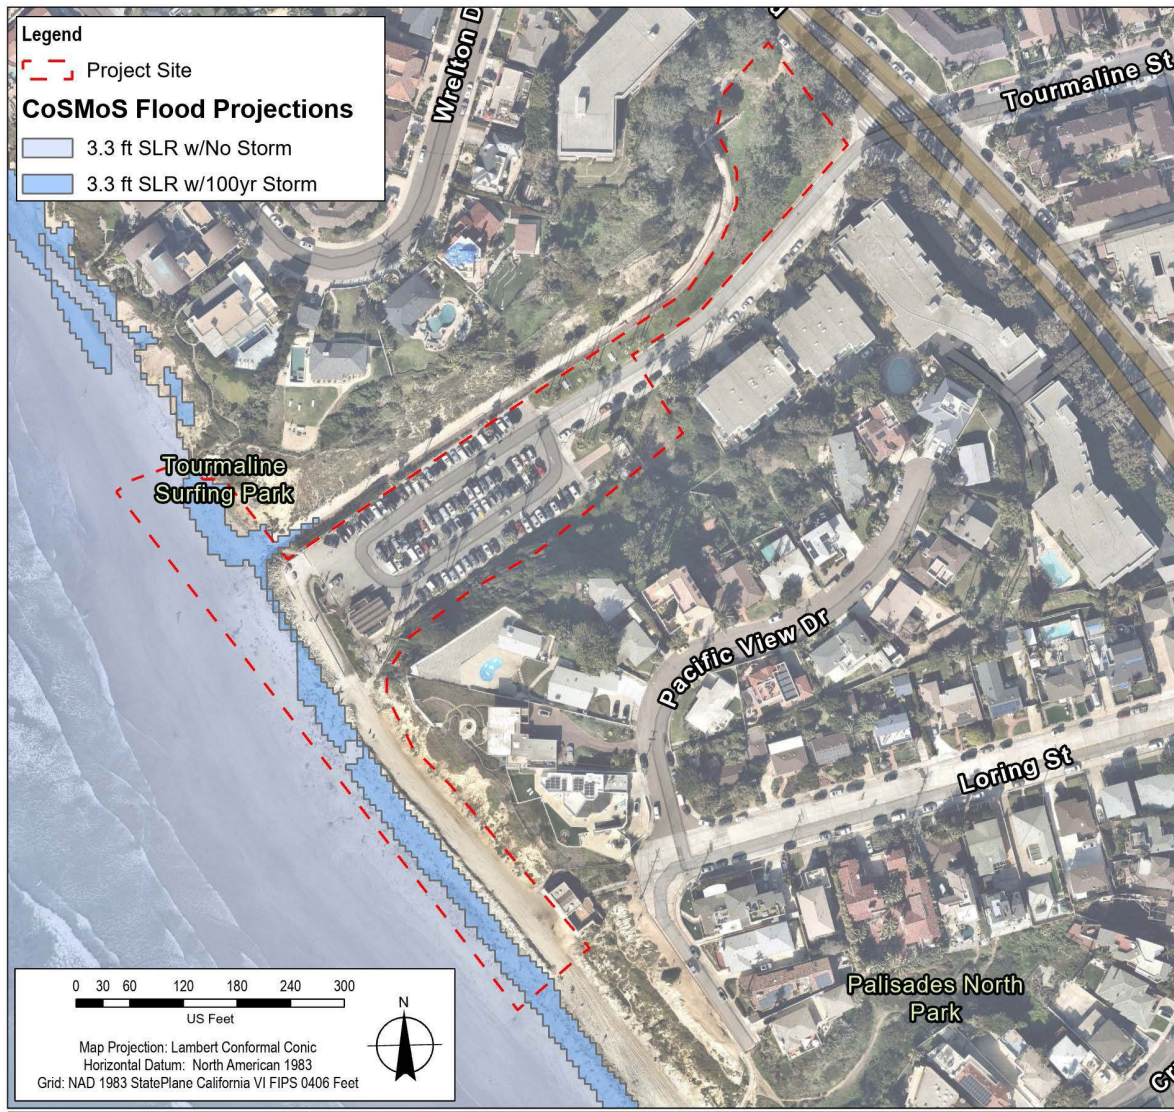 Legend
Project Site
CoSMoS Flood Projections
3.3 ft SLR w/No Storm
3.3 ft SLR w/100yr Storm
Wrelton D
Tourmaline St
Tourmaline
Surfing Park
Pacific View Dr
Loring St
Palisades North
Park
0 30 60 120 180 240 300
US Feet
N
Map Projection: Lambert Conformal Conic
Horizontal Datum: North American 1983
Grid: NAD 1983 StatePlane California VI FIPS 0406 Feet